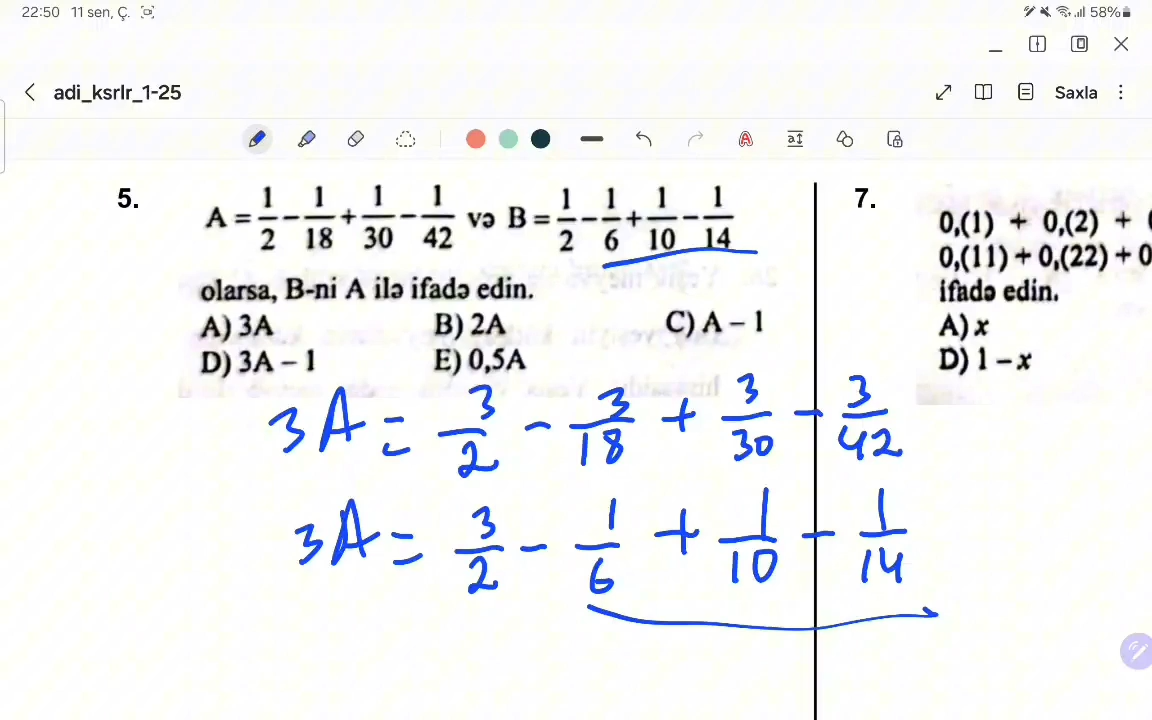 22:50 11 sen, Ç. 58%
adi_ksrlr_1-25 Saxla
5.
A = 1/2 − 1/18 + 1/30 − 1/42 və B = 1/2 − 1/6 + 1/10 − 1/14
olarsa, B-ni A ilə ifadə edin.
A) 3A B) 2A C) A − 1
D) 3A − 1 E) 0,5A
3A = 3/2 − 3/18 + 3/30 − 3/42
3A = 3/2 − 1/6 + 1/10 − 1/14
7.
0,(1) + 0,(2) +
0,(11) + 0,(22) + 0
ifadə edin.
A) x
D) 1 − x